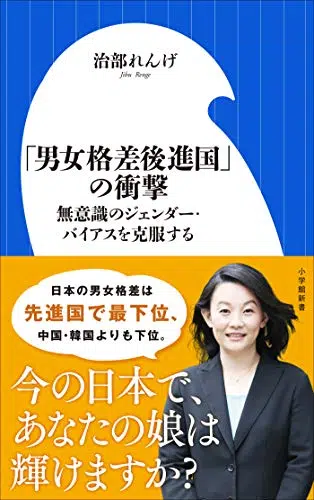 治部れんげ
Jibu Renge
「男女格差後進国」
の衝撃
無意識のジェンダー・
バイアスを克服する
小学館新書
日本の男女格差は
先進国で最下位、
中国・韓国よりも下位。
今の日本で、
あなたの娘は
輝けますか?